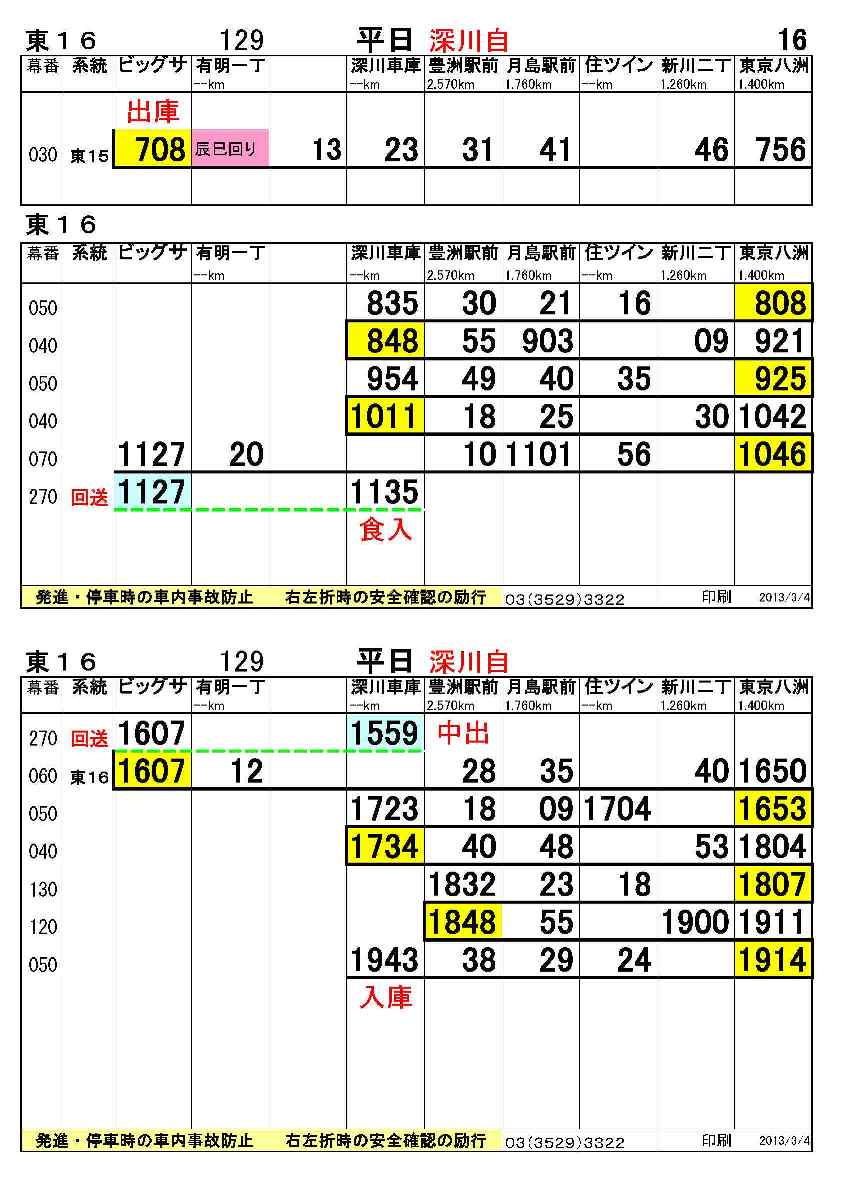 東16 129 平日 深川自 16
幕番 系統 ビッグサ 有明一丁 深川車庫 豊洲駅前 月島駅前 住ツイン 新川二丁 東京八洲
--km --km 2.570km 1.760km --km 1.260km 1.400km
出庫
030 東15 708 辰巳回り 13 23 31 41 46 756
東16
幕番 系統 ビッグサ 有明一丁 深川車庫 豊洲駅前 月島駅前 住ツイン 新川二丁 東京八洲
--km --km 2.570km 1.760km --km 1.260km 1.400km
050 835 30 21 16 808
040 848 55 903 09 921
050 954 49 40 35 925
040 1011 18 25 30 1042
070 1127 20 10 1101 56 1046
270 回送 1127 1135
食入
発進・停車時の車内事故防止 右左折時の安全確認の励行 03(3529)3322 印刷 2013/3/4
東16 129 平日 深川自
幕番 系統 ビッグサ 有明一丁 深川車庫 豊洲駅前 月島駅前 住ツイン 新川二丁 東京八洲
--km --km 2.570km 1.760km --km 1.260km 1.400km
270 回送 1607 1559 中出
060 東16 1607 12 28 35 40 1650
050 1723 18 09 1704 1653
040 1734 40 48 53 1804
130 1832 23 18 1807
120 1848 55 1900 1911
050 1943 38 29 24 1914
入庫
発進・停車時の車内事故防止 右左折時の安全確認の励行 03(3529)3322 印刷 2013/3/4